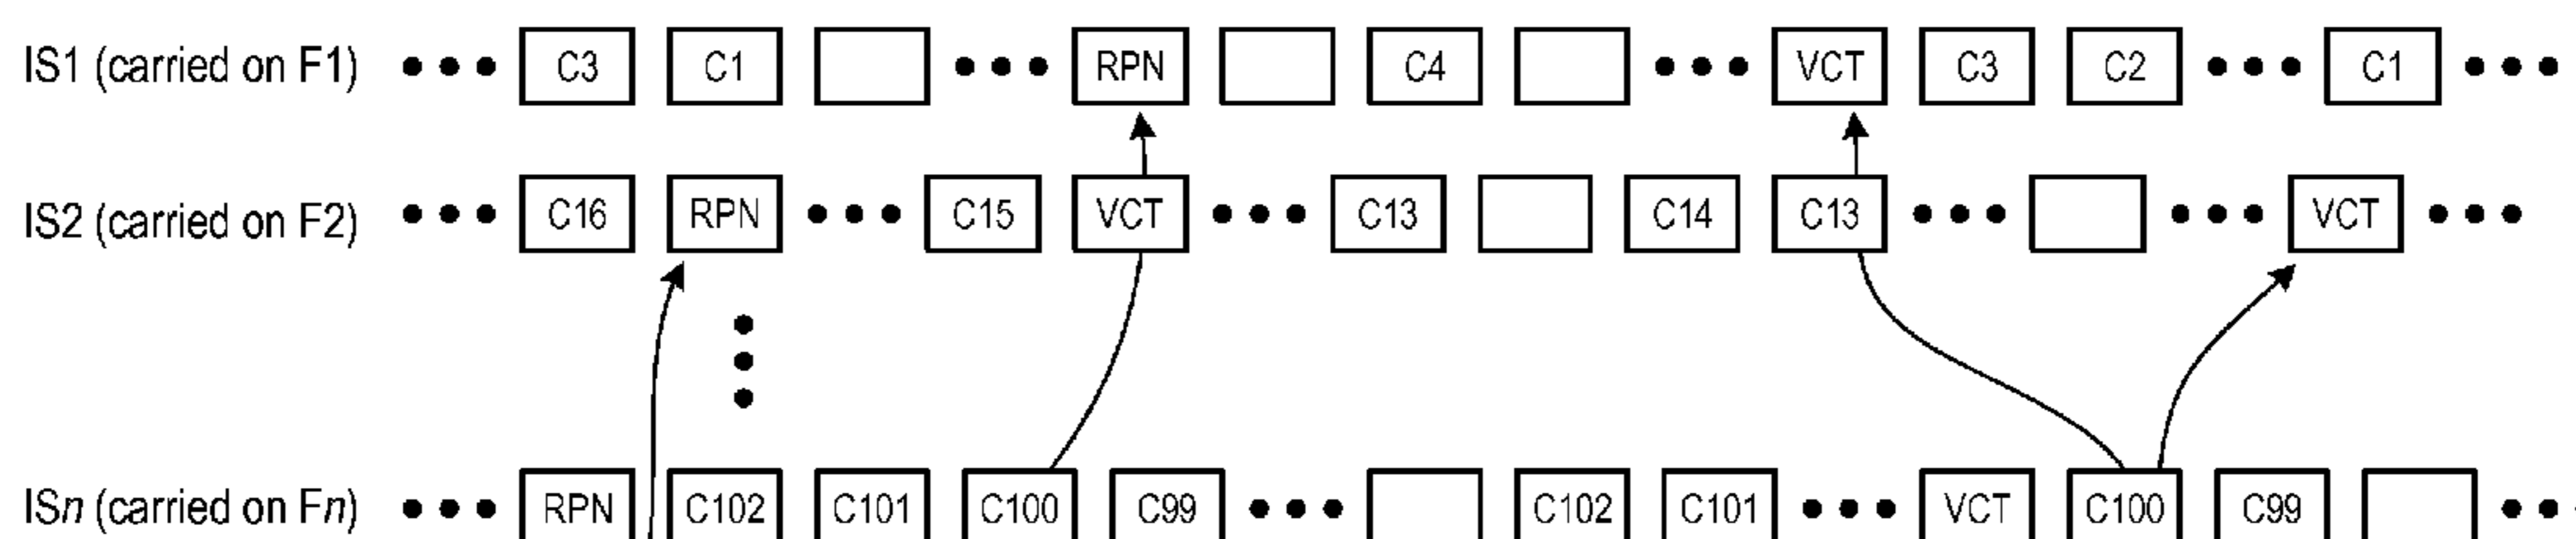 IS1 (carried on F1) ••• C3 C1 ••• RPN C4 ••• VCT C3 C2 ••• C1 •••
IS2 (carried on F2) ••• C16 RPN ••• C15 VCT ••• C13 C14 C13 ••• ••• VCT •••
ISn (carried on Fn) ••• RPN C102 C101 C100 C99 ••• C102 C101 ••• VCT C100 C99 •••